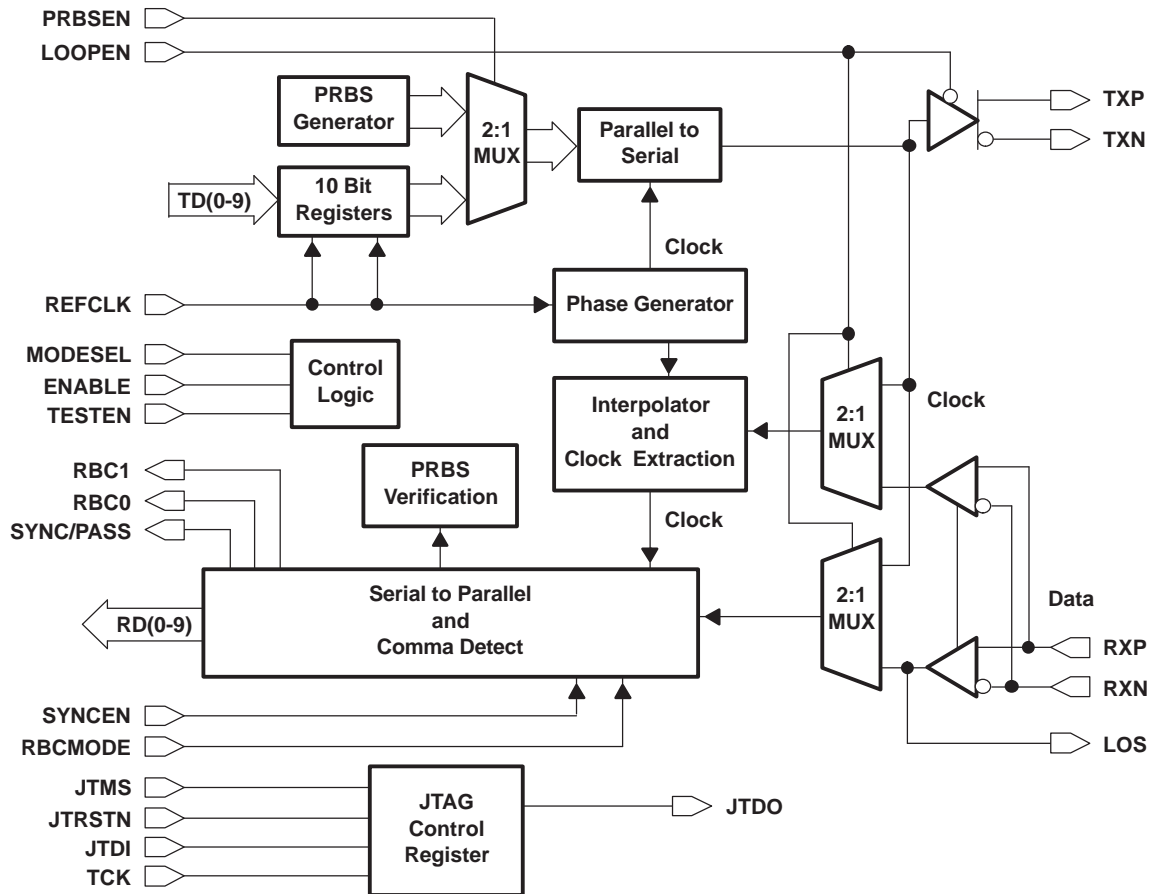 PRBSEN
LOOPEN
PRBS
Generator
2:1
MUX
Parallel to
Serial
TXP
TXN
TD(0-9)
10 Bit
Registers
Clock
REFCLK
Phase Generator
MODESEL
ENABLE
TESTEN
Control
Logic
Interpolator
and
Clock Extraction
2:1
MUX
Clock
RBC1
RBC0
SYNC/PASS
PRBS
Verification
Clock
RD(0-9)
Serial to Parallel
and
Comma Detect
2:1
MUX
Data
RXP
RXN
LOS
SYNCEN
RBCMODE
JTMS
JTRSTN
JTDI
TCK
JTAG
Control
Register
JTDO